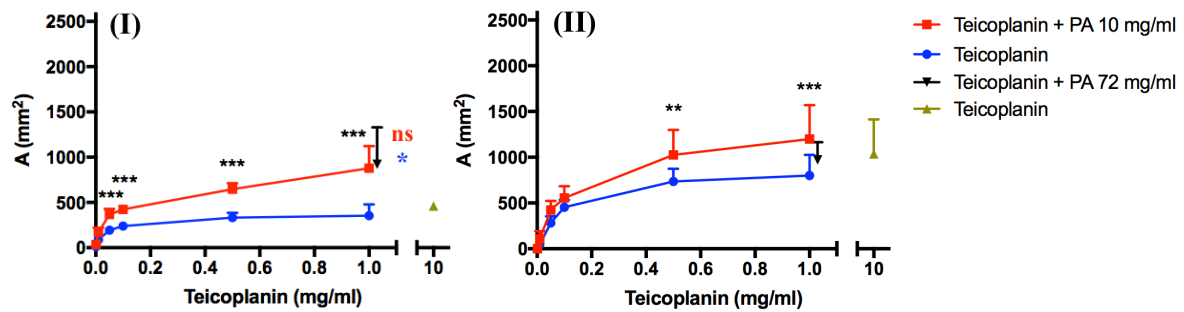 (I)
2500
2000
1500
1000
500
0
A (mm²)
***
***
***
***
ns
*
0.0 0.2 0.4 0.6 0.8 1.0 10
Teicoplanin (mg/ml)
(II)
2500
2000
1500
1000
500
0
A (mm²)
**
***
0.0 0.2 0.4 0.6 0.8 1.0 10
Teicoplanin (mg/ml)
Teicoplanin + PA 10 mg/ml
Teicoplanin
Teicoplanin + PA 72 mg/ml
Teicoplanin